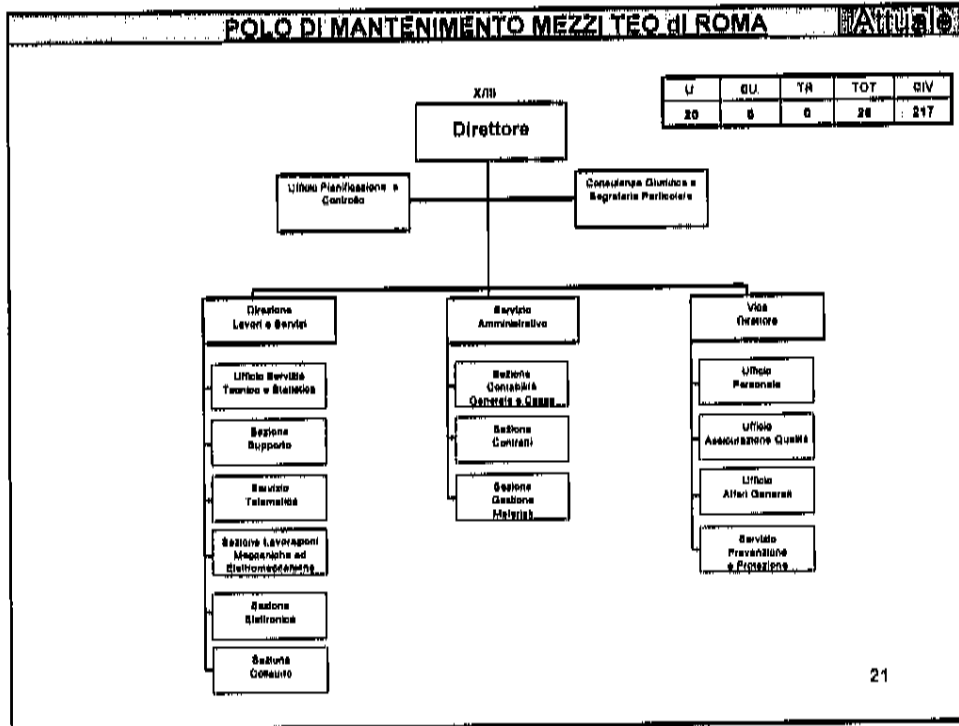 POLO DI MANTENIMENTO MEZZI TEO di ROMA
Attuale
U SU. TR TOT CIV
20 6 0 26 217
X/III
Direttore
Ufficio Pianificazione e
Controllo
Consulenza Giuridica e
Segreteria Particolare
Direzione
Lavori e Servizi
Servizio
Amministrativo
Vice
Direttore
Ufficio Servizio
Tecnico e Statistica
Sezione
Supporto
Servizio
Telematica
Sezione Lavorazioni
Meccaniche ed
Elettromeccaniche
Sezione
Elettronica
Sezione
Collaudo
Sezione
Contabilità
Generale e Cassa
Sezione
Contratti
Sezione
Gestione
Materiali
Ufficio
Personale
Ufficio
Assicurazione Qualità
Ufficio
Affari Generali
Servizio
Prevenzione
e Protezione
21